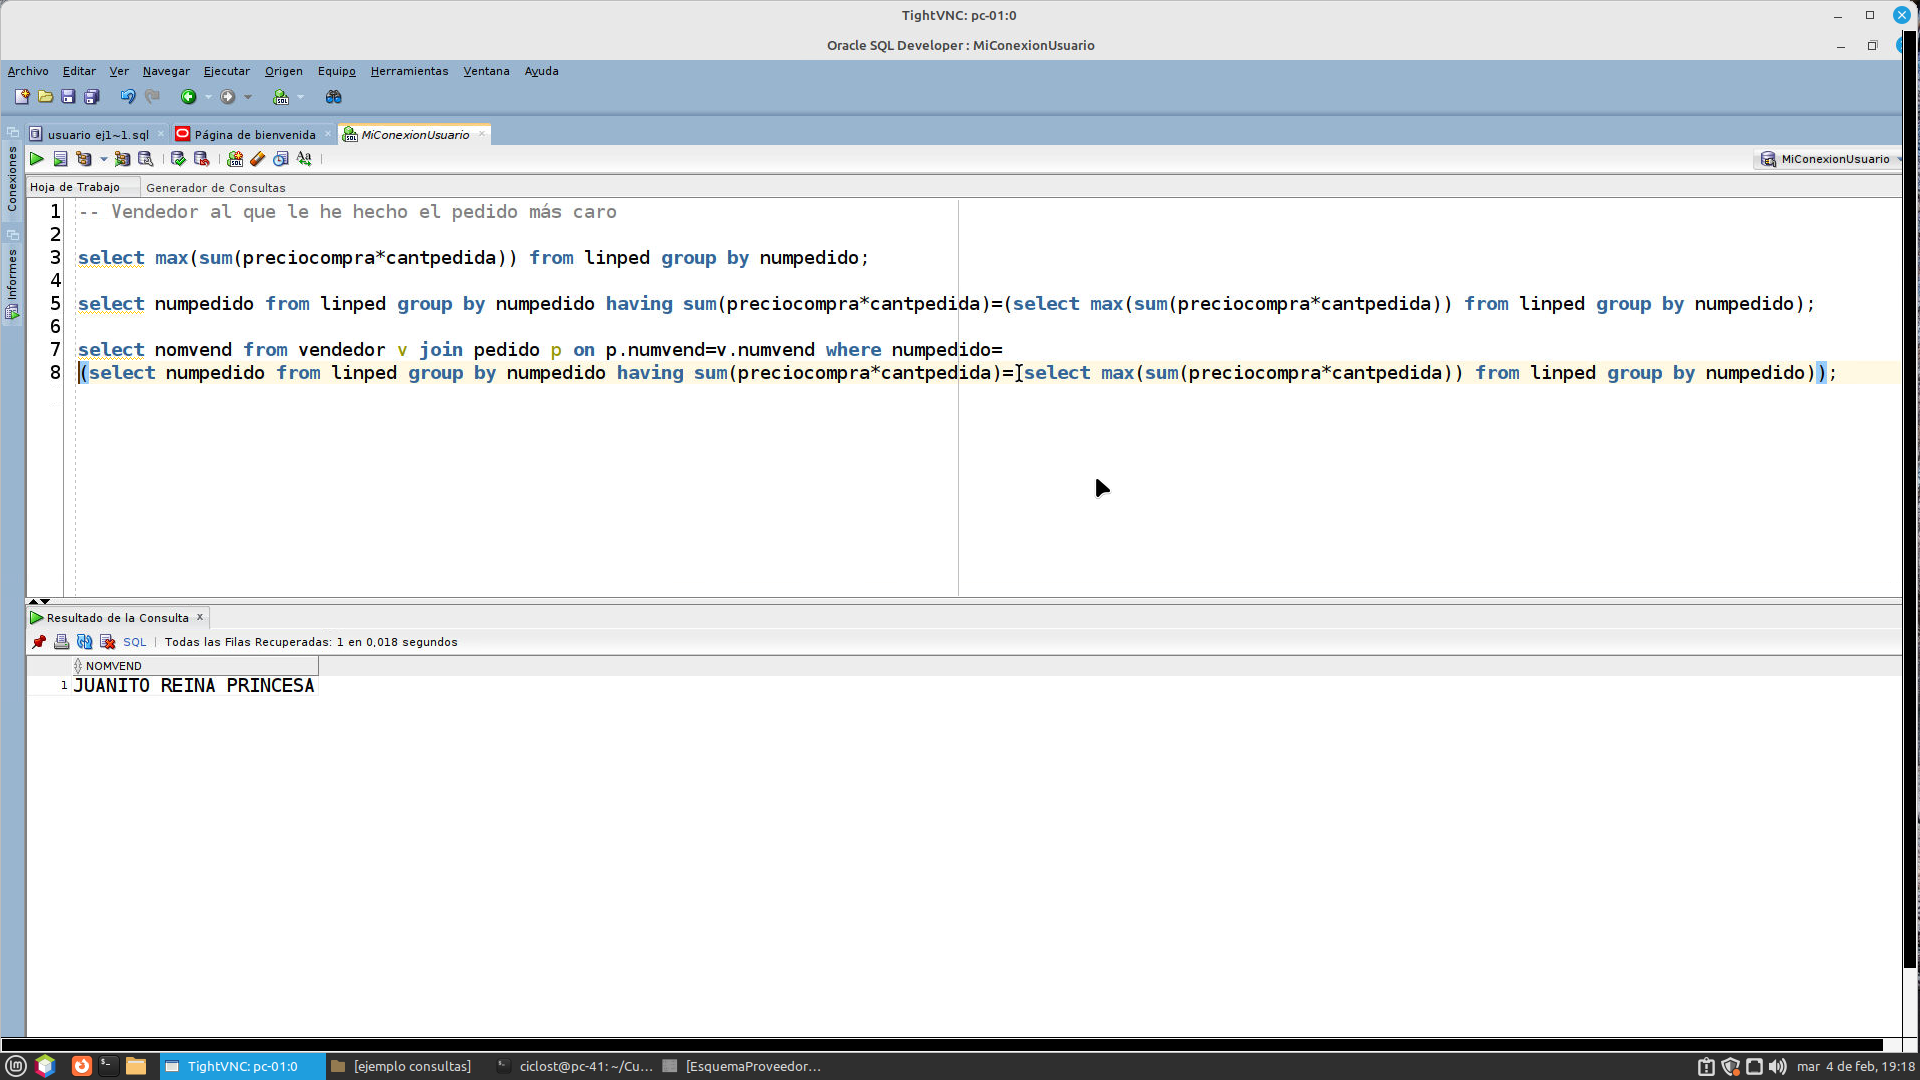 TightVNC: pc-01:0
Oracle SQL Developer : MiConexionUsuario
Archivo Editar Ver Navegar Ejecutar Origen Equipo Herramientas Ventana Ayuda
usuario ej1~1.sql Página de bienvenida MiConexionUsuario
MiConexionUsuario
Conexiones
Informes
Hoja de Trabajo Generador de Consultas
1 -- Vendedor al que le he hecho el pedido más caro
2
3 select max(sum(preciocompra*cantpedida)) from linped group by numpedido;
4
5 select numpedido from linped group by numpedido having sum(preciocompra*cantpedida)=(select max(sum(preciocompra*cantpedida)) from linped group by numpedido);
6
7 select nomvend from vendedor v join pedido p on p.numvend=v.numvend where numpedido=
8 (select numpedido from linped group by numpedido having sum(preciocompra*cantpedida)=(select max(sum(preciocompra*cantpedida)) from linped group by numpedido));
Resultado de la Consulta
SQL | Todas las Filas Recuperadas: 1 en 0,018 segundos
NOMVEND
1 JUANITO REINA PRINCESA
TightVNC: pc-01:0 [ejemplo consultas] ciclost@pc-41: ~/Cu... [EsquemaProveedor... mar 4 de feb, 19:18